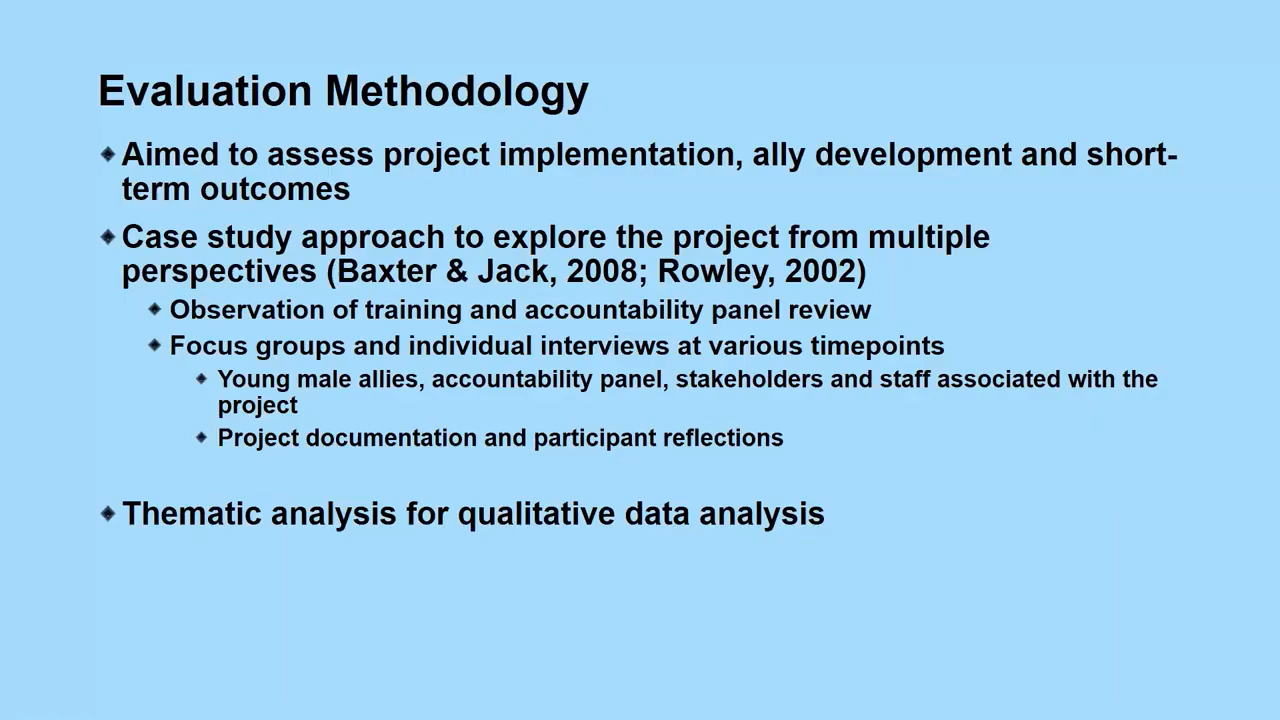 Evaluation Methodology
Aimed to assess project implementation, ally development and short-
term outcomes
Case study approach to explore the project from multiple
perspectives (Baxter & Jack, 2008; Rowley, 2002)
Observation of training and accountability panel review
Focus groups and individual interviews at various timepoints
Young male allies, accountability panel, stakeholders and staff associated with the
project
Project documentation and participant reflections
Thematic analysis for qualitative data analysis